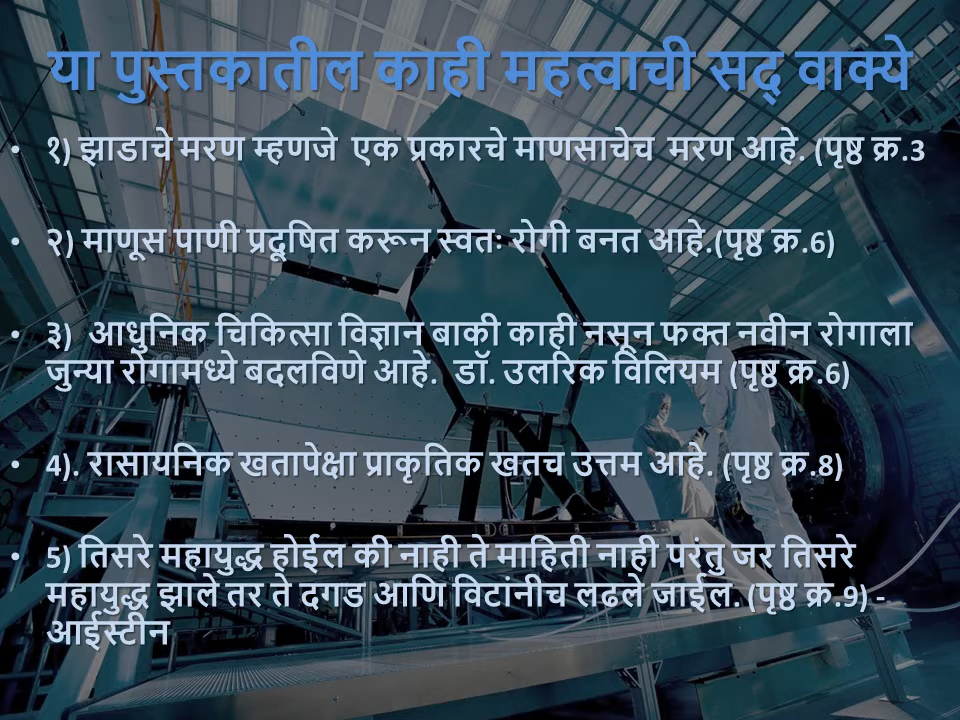 या पुस्तकातील काही महत्वाची सद् वाक्ये
• १) झाडाचे मरण म्हणजे एक प्रकारचे माणसाचेच मरण आहे. (पृष्ठ क्र.3
• २) माणूस पाणी प्रदूषित करून स्वतः रोगी बनत आहे.(पृष्ठ क्र.6)
• ३) आधुनिक चिकित्सा विज्ञान बाकी काही नसून फक्त नवीन रोगाला
जुन्या रोगामध्ये बदलविणे आहे. डॉ. उलरिक विलियम (पृष्ठ क्र.6)
• 4). रासायनिक खतापेक्षा प्राकृतिक खतच उत्तम आहे. (पृष्ठ क्र.8)
• 5) तिसरे महायुद्ध होईल की नाही ते माहिती नाही परंतु जर तिसरे
महायुद्ध झाले तर ते दगड आणि विटांनीच लढले जाईल. (पृष्ठ क्र.9) -
आईस्टीन